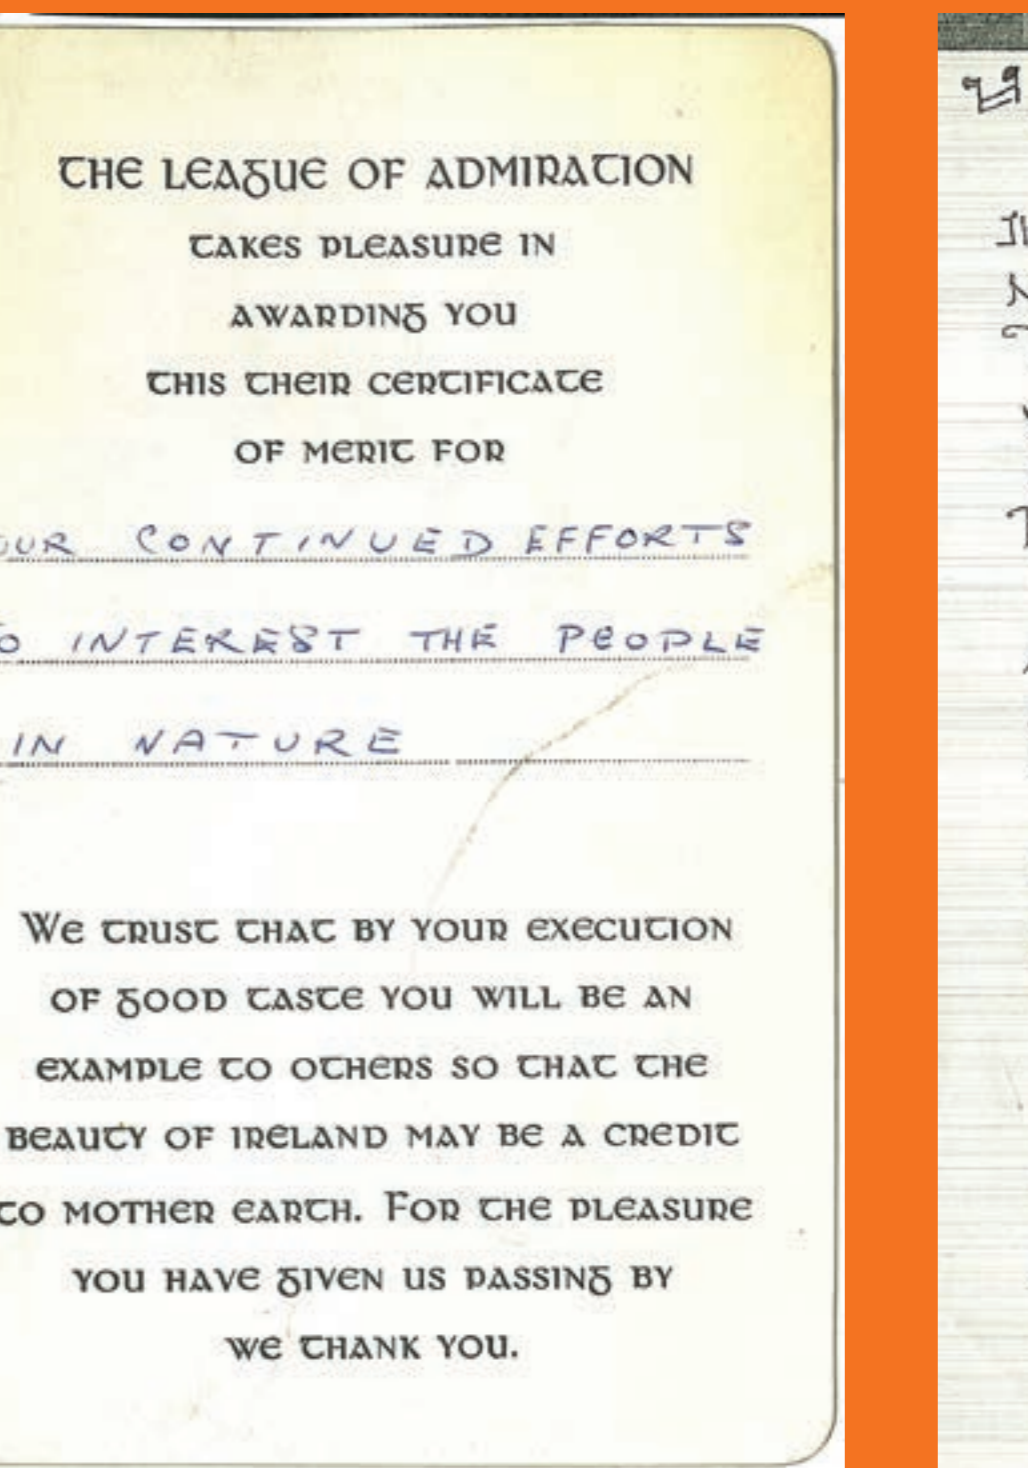 THE LEAGUE OF ADMIRATION
TAKES PLEASURE IN
AWARDING YOU
THIS THEIR CERTIFICATE
OF MERIT FOR
OUR CONTINUED EFFORTS
INTEREST THE PEOPLE
IN NATURE
We TRUST THAT BY YOUR EXECUTION
OF GOOD TASTE YOU WILL BE AN
EXAMPLE TO OTHERS SO THAT THE
BEAUTY OF IRELAND MAY BE A CREDIT
TO MOTHER EARTH. FOR THE PLEASURE
YOU HAVE GIVEN US PASSING BY
WE THANK YOU.